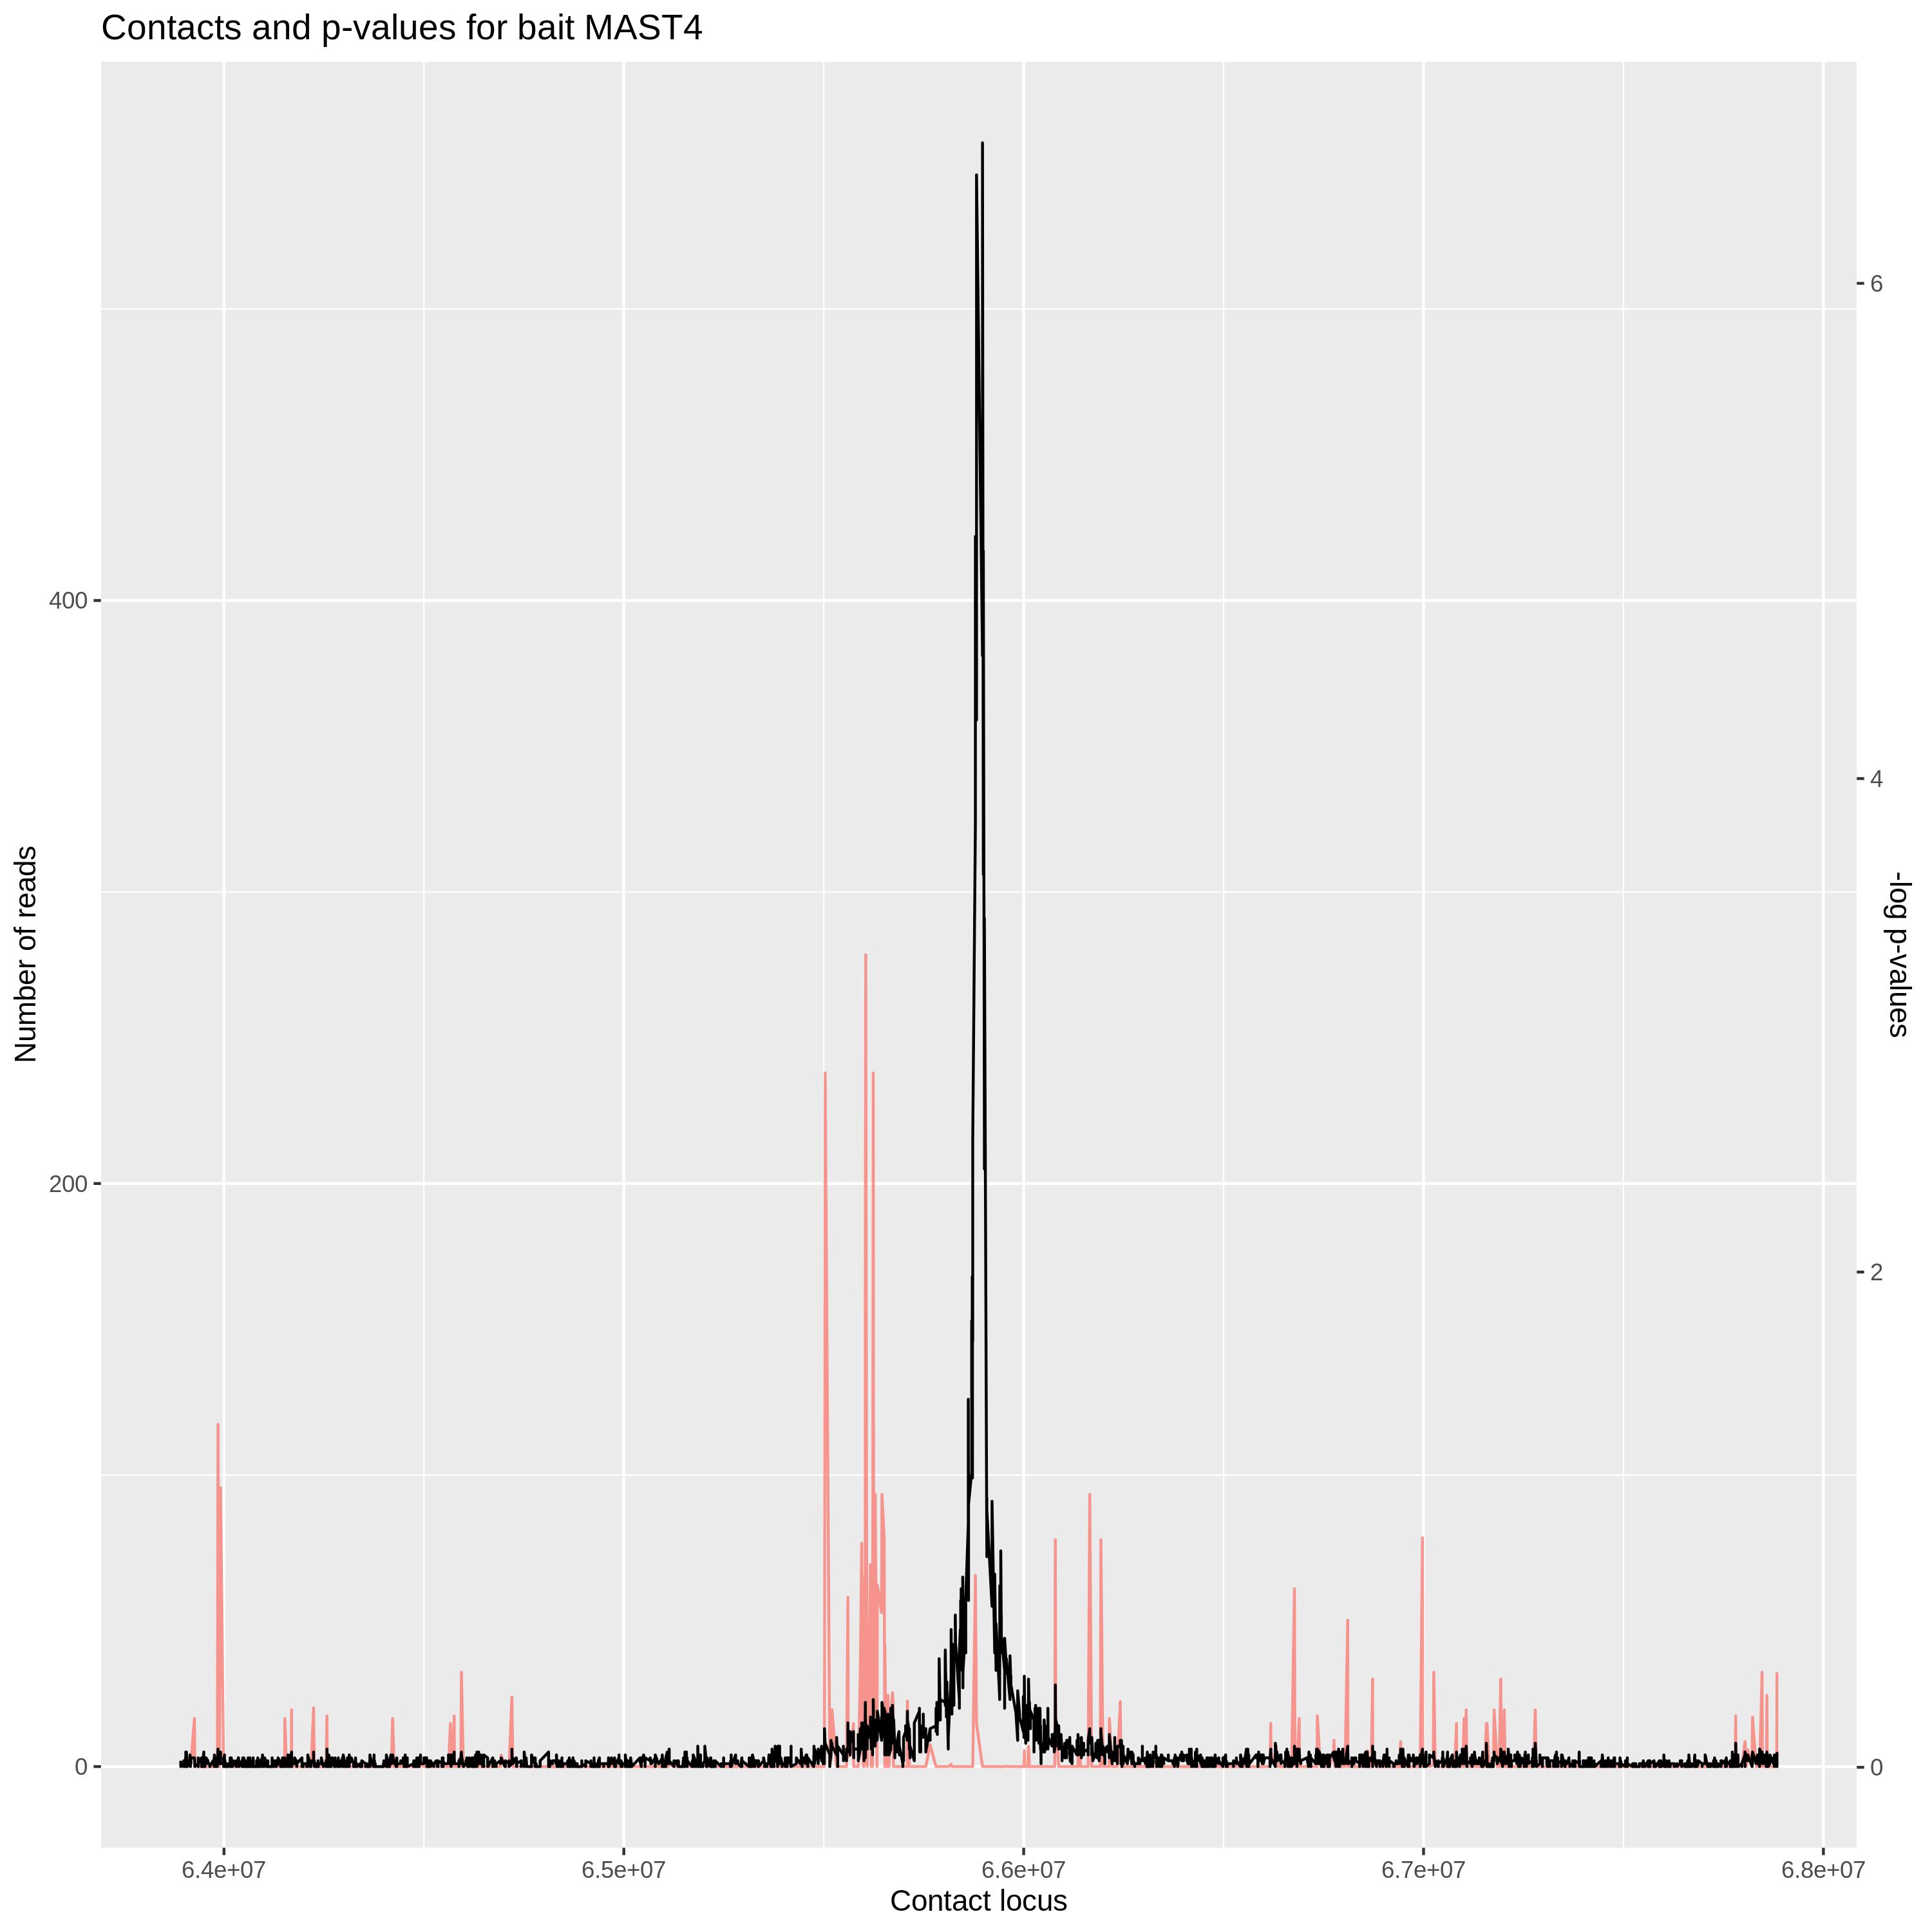 Contacts and p-values for bait MAST4
Number of reads
400
200
0
6
4
2
0
-log p-values
6.4e+07 6.5e+07 6.6e+07 6.7e+07 6.8e+07
Contact locus